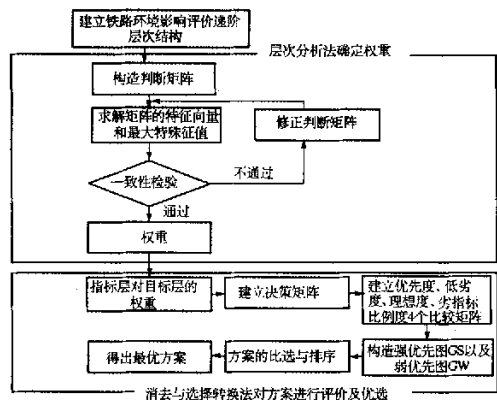 建立铁路环境影响评价递阶
层次结构
层次分析法确定权重
构造判断矩阵
求解矩阵的特征向量
和最大特殊征值
修正判断矩阵
一致性检验
不通过
通过
权重
指标层对目标层的
权重
建立决策矩阵
建立优先度、低劣
度、理想度、劣指标
比例度4个比较矩阵
得出最优方案
方案的比选与排序
构造强优先图GS以及
弱优先图GW
消去与选择转换法对方案进行评价及优选